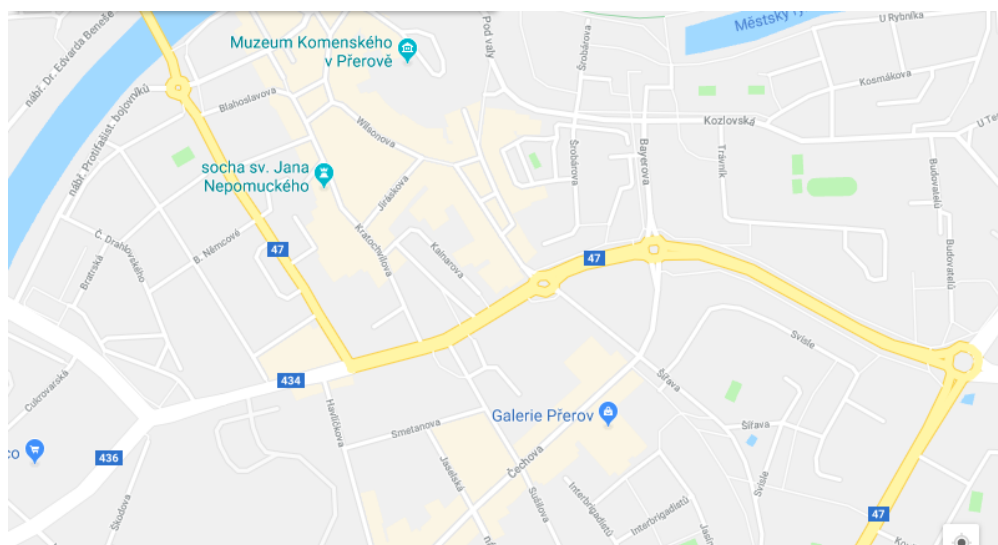 nábř. Dr. Edvarda Beneše
Muzeum Komenského
v Přerově
Pod valy
Šrobárova
Městský
U Rybníka
Kosmákova
nábř. Protifašist. bojovníků
Blahoslavova
Wilsonova
Kozlovská
Šrobárova
Bayerova
Trávník
Budovatelů
socha sv. Jana
Nepomuckého
Jiráskova
Kratochvílova
Kainarova
Č. Drahlovského
Bratrská
B. Němcové
47
47
Budovatelů
Svisle
434
Cukrovarská
Havlíčkova
Šířava
Galerie Přerov
Smetanova
Šířava
436
Čechova
Jaselská
Sušilova
Interbrigadistů
Interbrigadistů
Svisle
Škodova
47